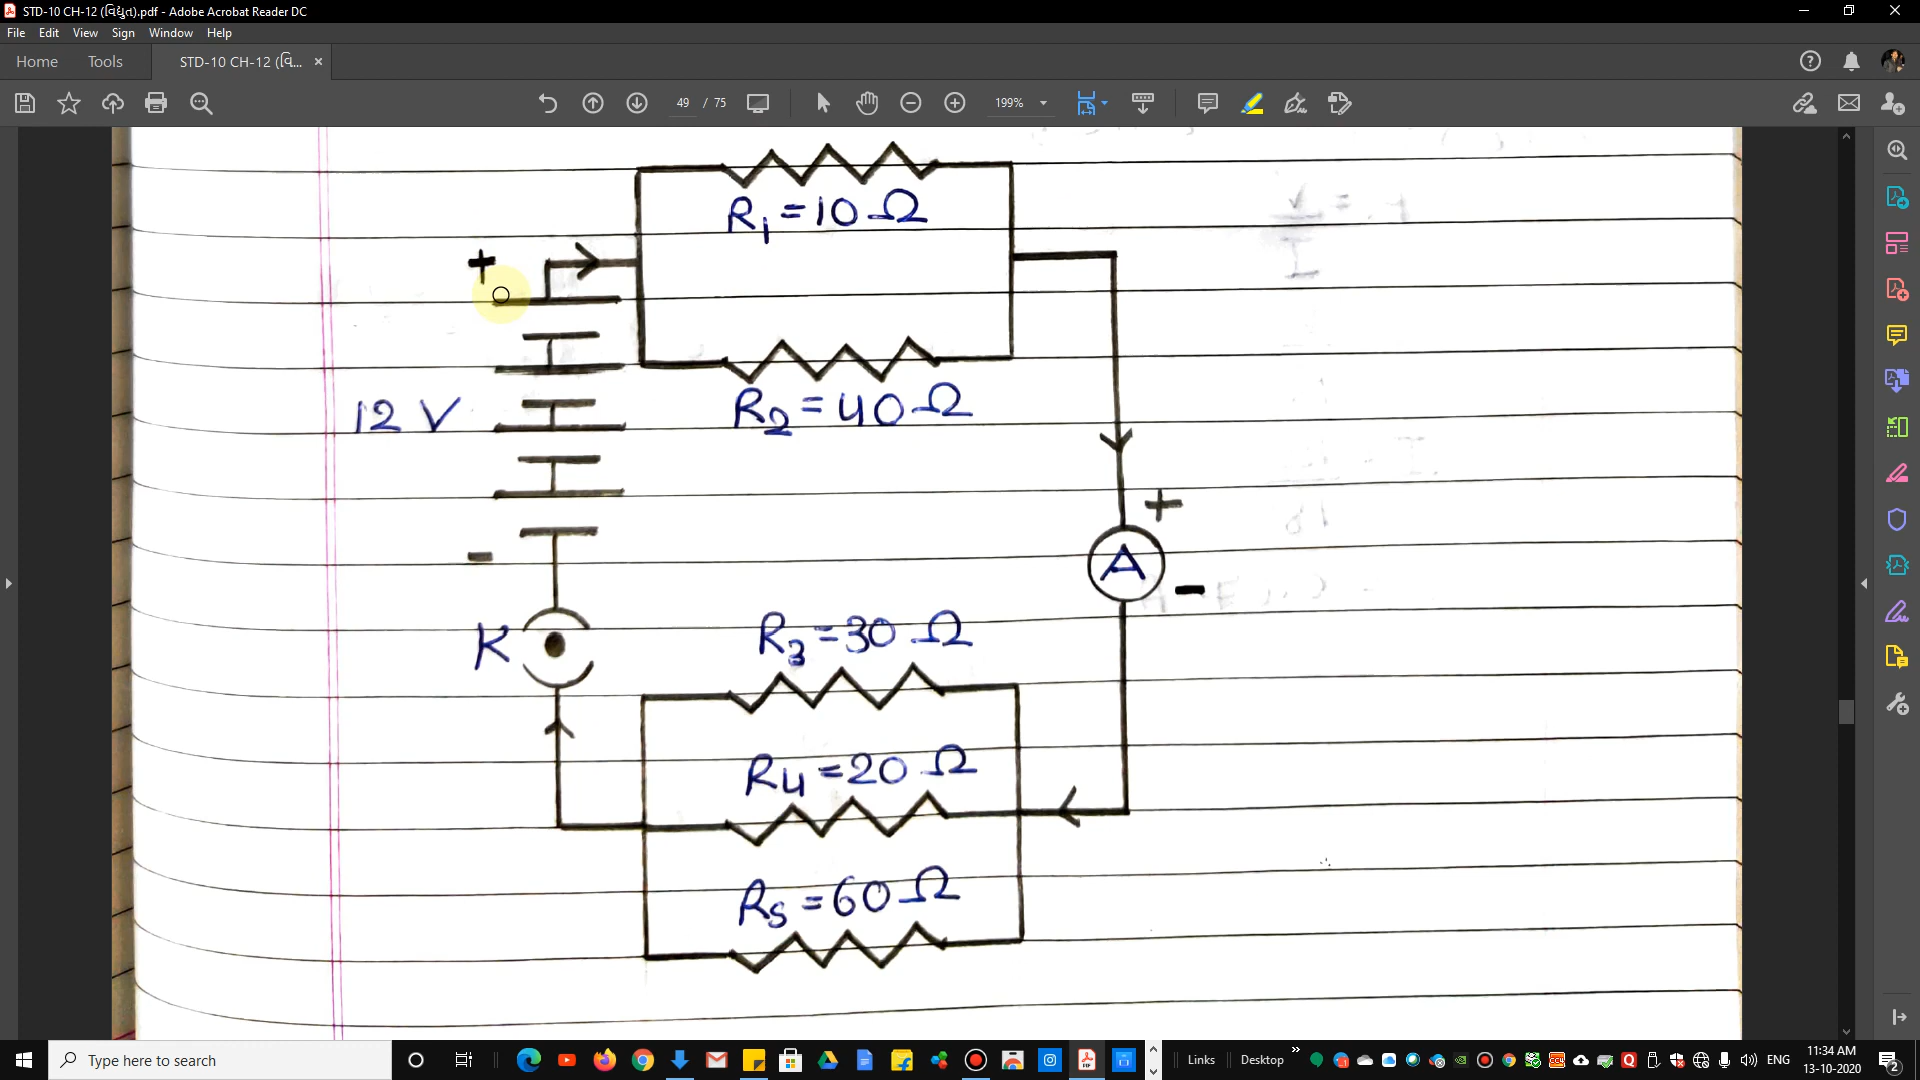 STD-10 CH-12 (વિદ્યુત).pdf - Adobe Acrobat Reader DC
File Edit View Sign Window Help
Home Tools STD-10 CH-12 (વિ... ×
49 / 75 199%
R1 = 10 Ω
+
R2 = 40 Ω
12 V
+
A
-
-
K
R3 = 30 Ω
R4 = 20 Ω
R5 = 60 Ω
Type here to search
Links Desktop » ENG 11:34 AM
13-10-2020
2